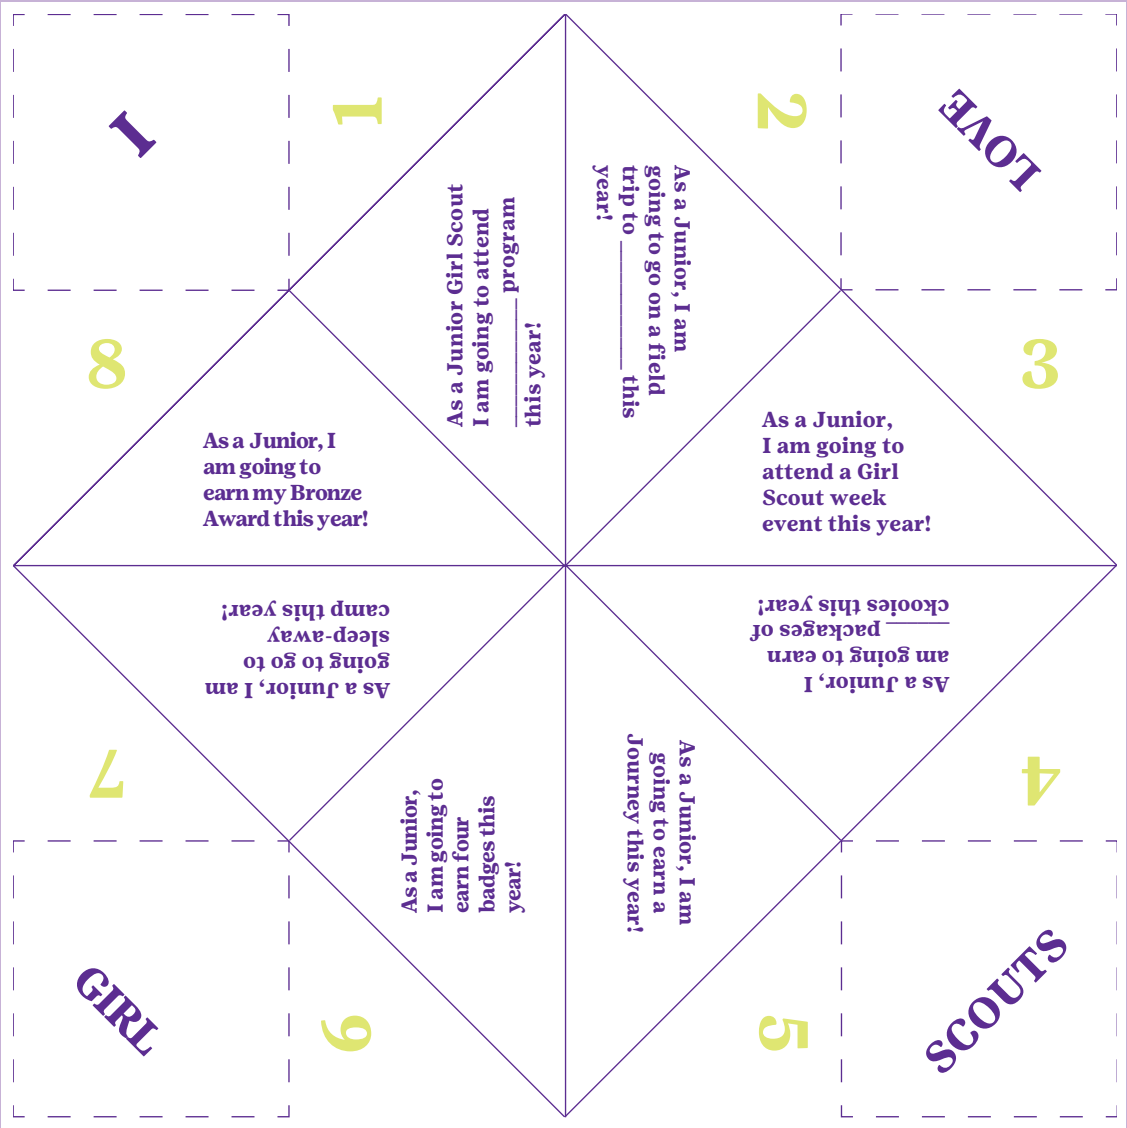 I
1
2
LOVE
As a Junior Girl Scout
I am going to attend
________ program
this year!
As a Junior, I am
going to go on a field
trip to ____________ this
year!
8
3
As a Junior, I
am going to
earn my Bronze
Award this year!
As a Junior,
I am going to
attend a Girl
Scout week
event this year!
As a Junior, I am
going to go to
sleep-away
camp this year!
As a Junior, I
am going to earn
______ packages of
ckooies this year!
7
4
As a Junior,
I am going to
earn four
badges this
year!
As a Junior, I am
going to earn a
Journey this year!
GIRL
6
5
SCOUTS